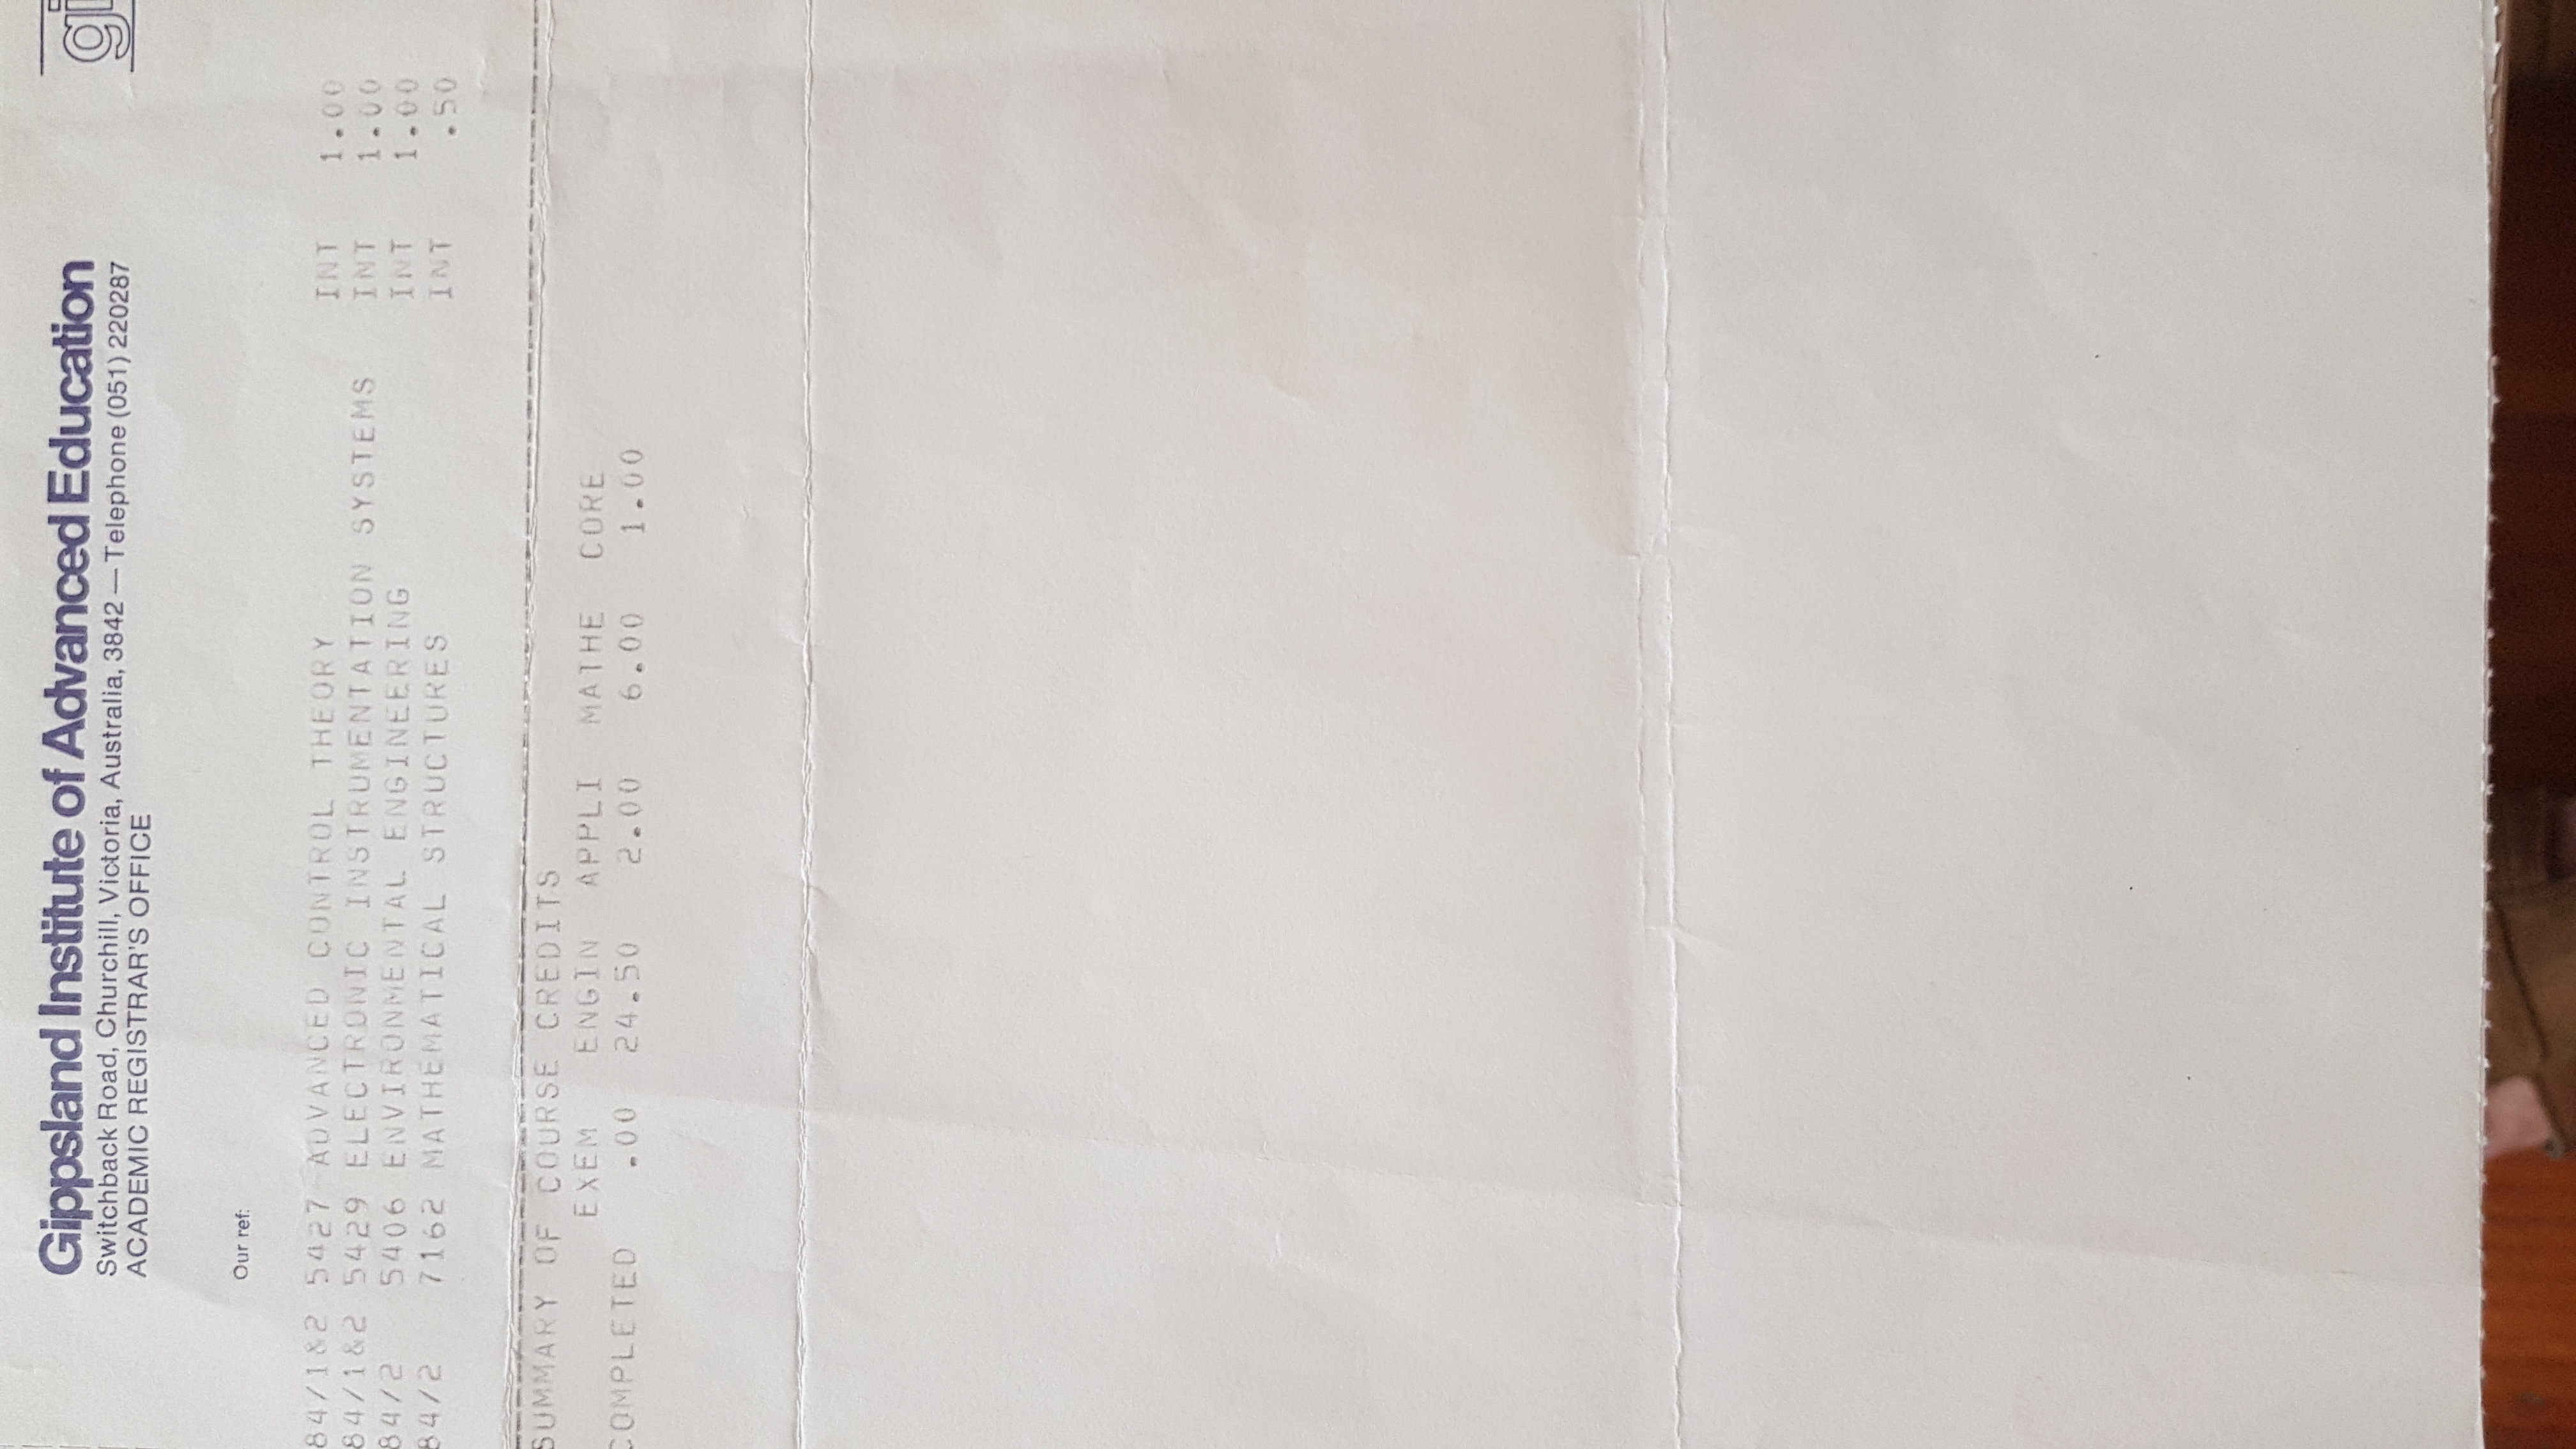 Gippsland Institute of Advanced Education
Switchback Road, Churchill, Victoria, Australia, 3842 — Telephone (051) 220287
ACADEMIC REGISTRAR'S OFFICE
gi
Our ref:
84/1&2 5427 ADVANCED CONTROL THEORY INT 1.00
84/1&2 5429 ELECTRONIC INSTRUMENTATION SYSTEMS INT 1.00
84/2 5406 ENVIRONMENTAL ENGINEERING INT 1.00
84/2 7162 MATHEMATICAL STRUCTURES INT .50
SUMMARY OF COURSE CREDITS
EXEM ENGIN APPLI MATHE CORE
COMPLETED .00 24.50 2.00 6.00 1.00